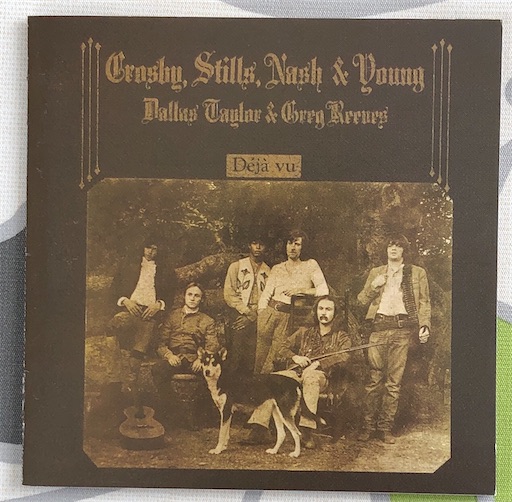 Crosby, Stills, Nash & Young
Dallas Taylor & Greg Reeves
Déjà vu